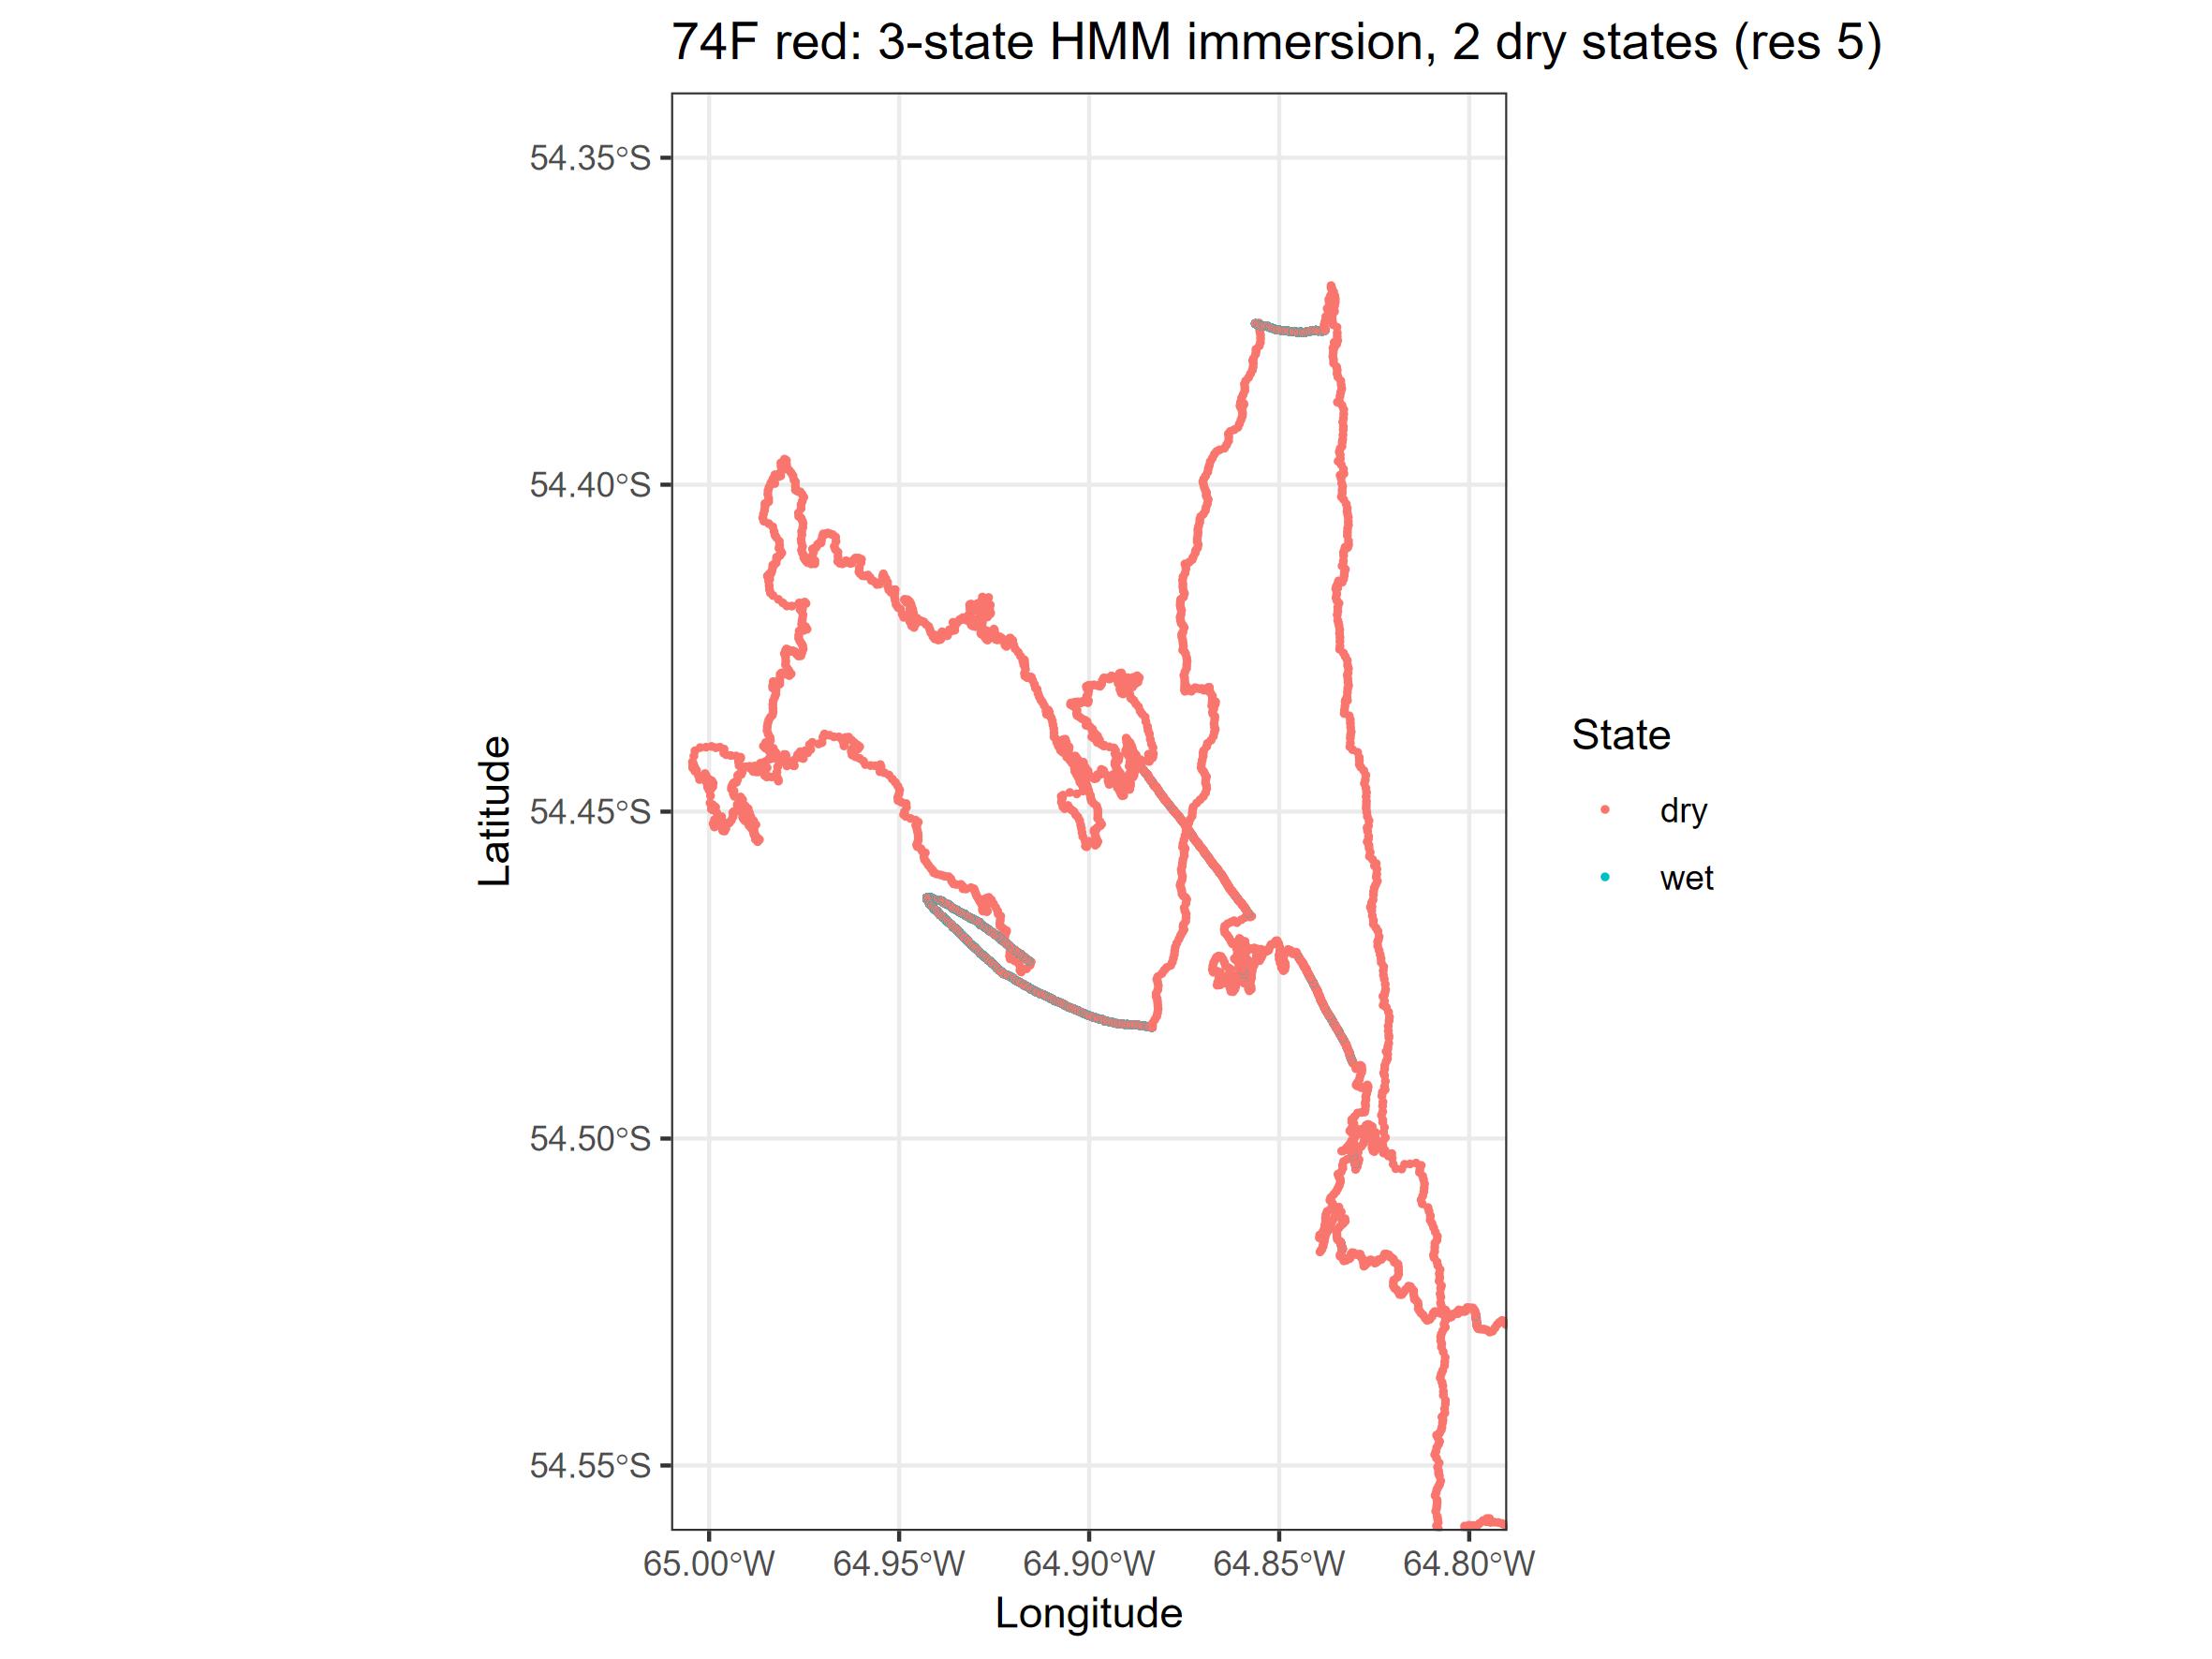 74F red: 3-state HMM immersion, 2 dry states (res 5)
54.35°S
54.40°S
54.45°S
54.50°S
54.55°S
Latitude
65.00°W 64.95°W 64.90°W 64.85°W 64.80°W
Longitude
State
dry
wet